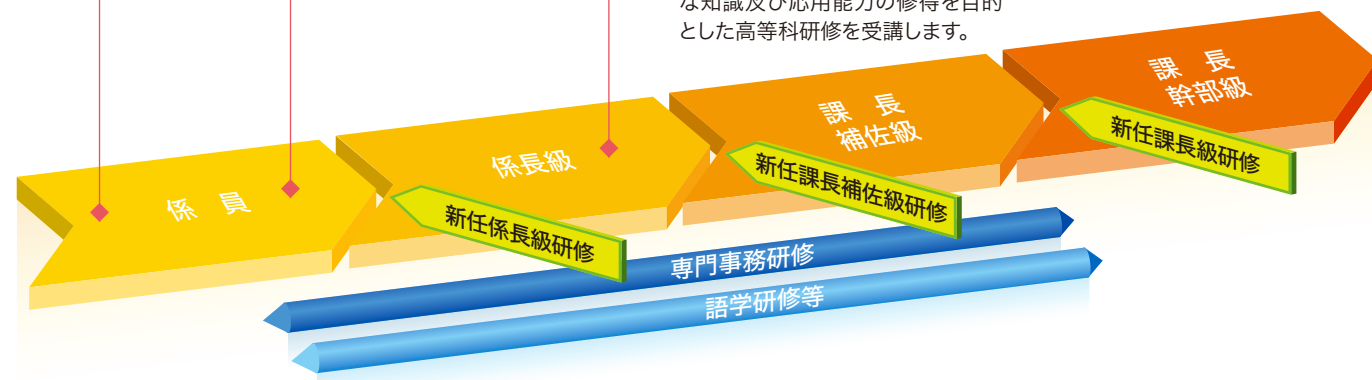 な知識及び応用能力の修得を目的
とした高等科研修を受講します。
係 員
係長級
課 長
補佐級
課 長
幹部級
新任係長級研修
新任課長補佐級研修
新任課長級研修
専門事務研修
語学研修等